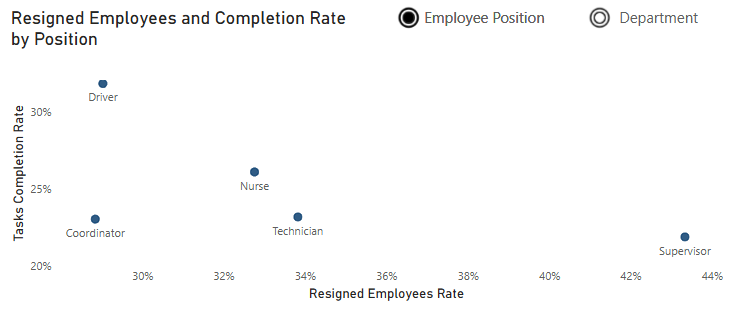 Resigned Employees and Completion Rate
by Position
Employee Position
Department
Tasks Completion Rate
30%
25%
20%
Driver
Nurse
Coordinator
Technician
Supervisor
30%
32%
34%
36%
38%
40%
42%
44%
Resigned Employees Rate